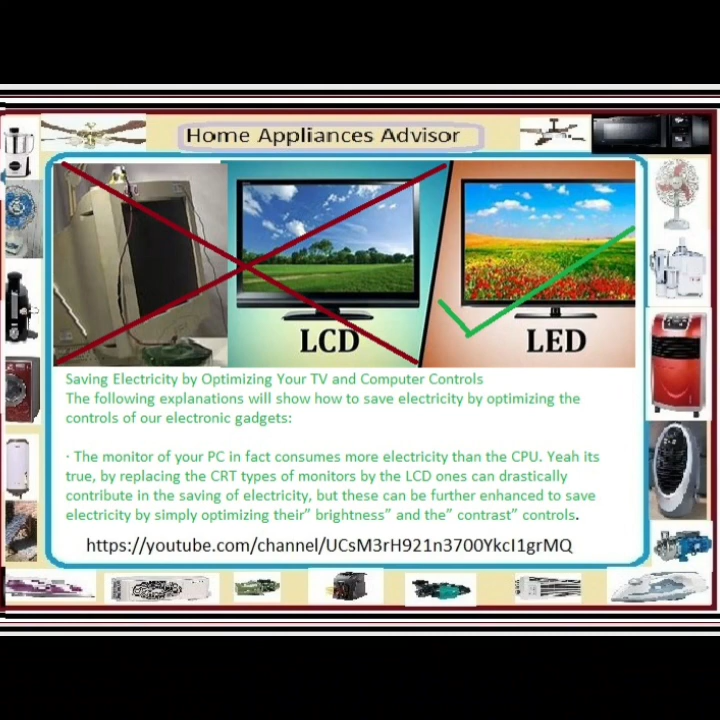 Home Appliances Advisor
LCD
LED
Saving Electricity by Optimizing Your TV and Computer Controls
The following explanations will show how to save electricity by optimizing the
controls of our electronic gadgets:
· The monitor of your PC in fact consumes more electricity than the CPU. Yeah its
true, by replacing the CRT types of monitors by the LCD ones can drastically
contribute in the saving of electricity, but these can be further enhanced to save
electricity by simply optimizing their” brightness” and the” contrast” controls.
https://youtube.com/channel/UCsM3rH921n3700YkcI1grMQ